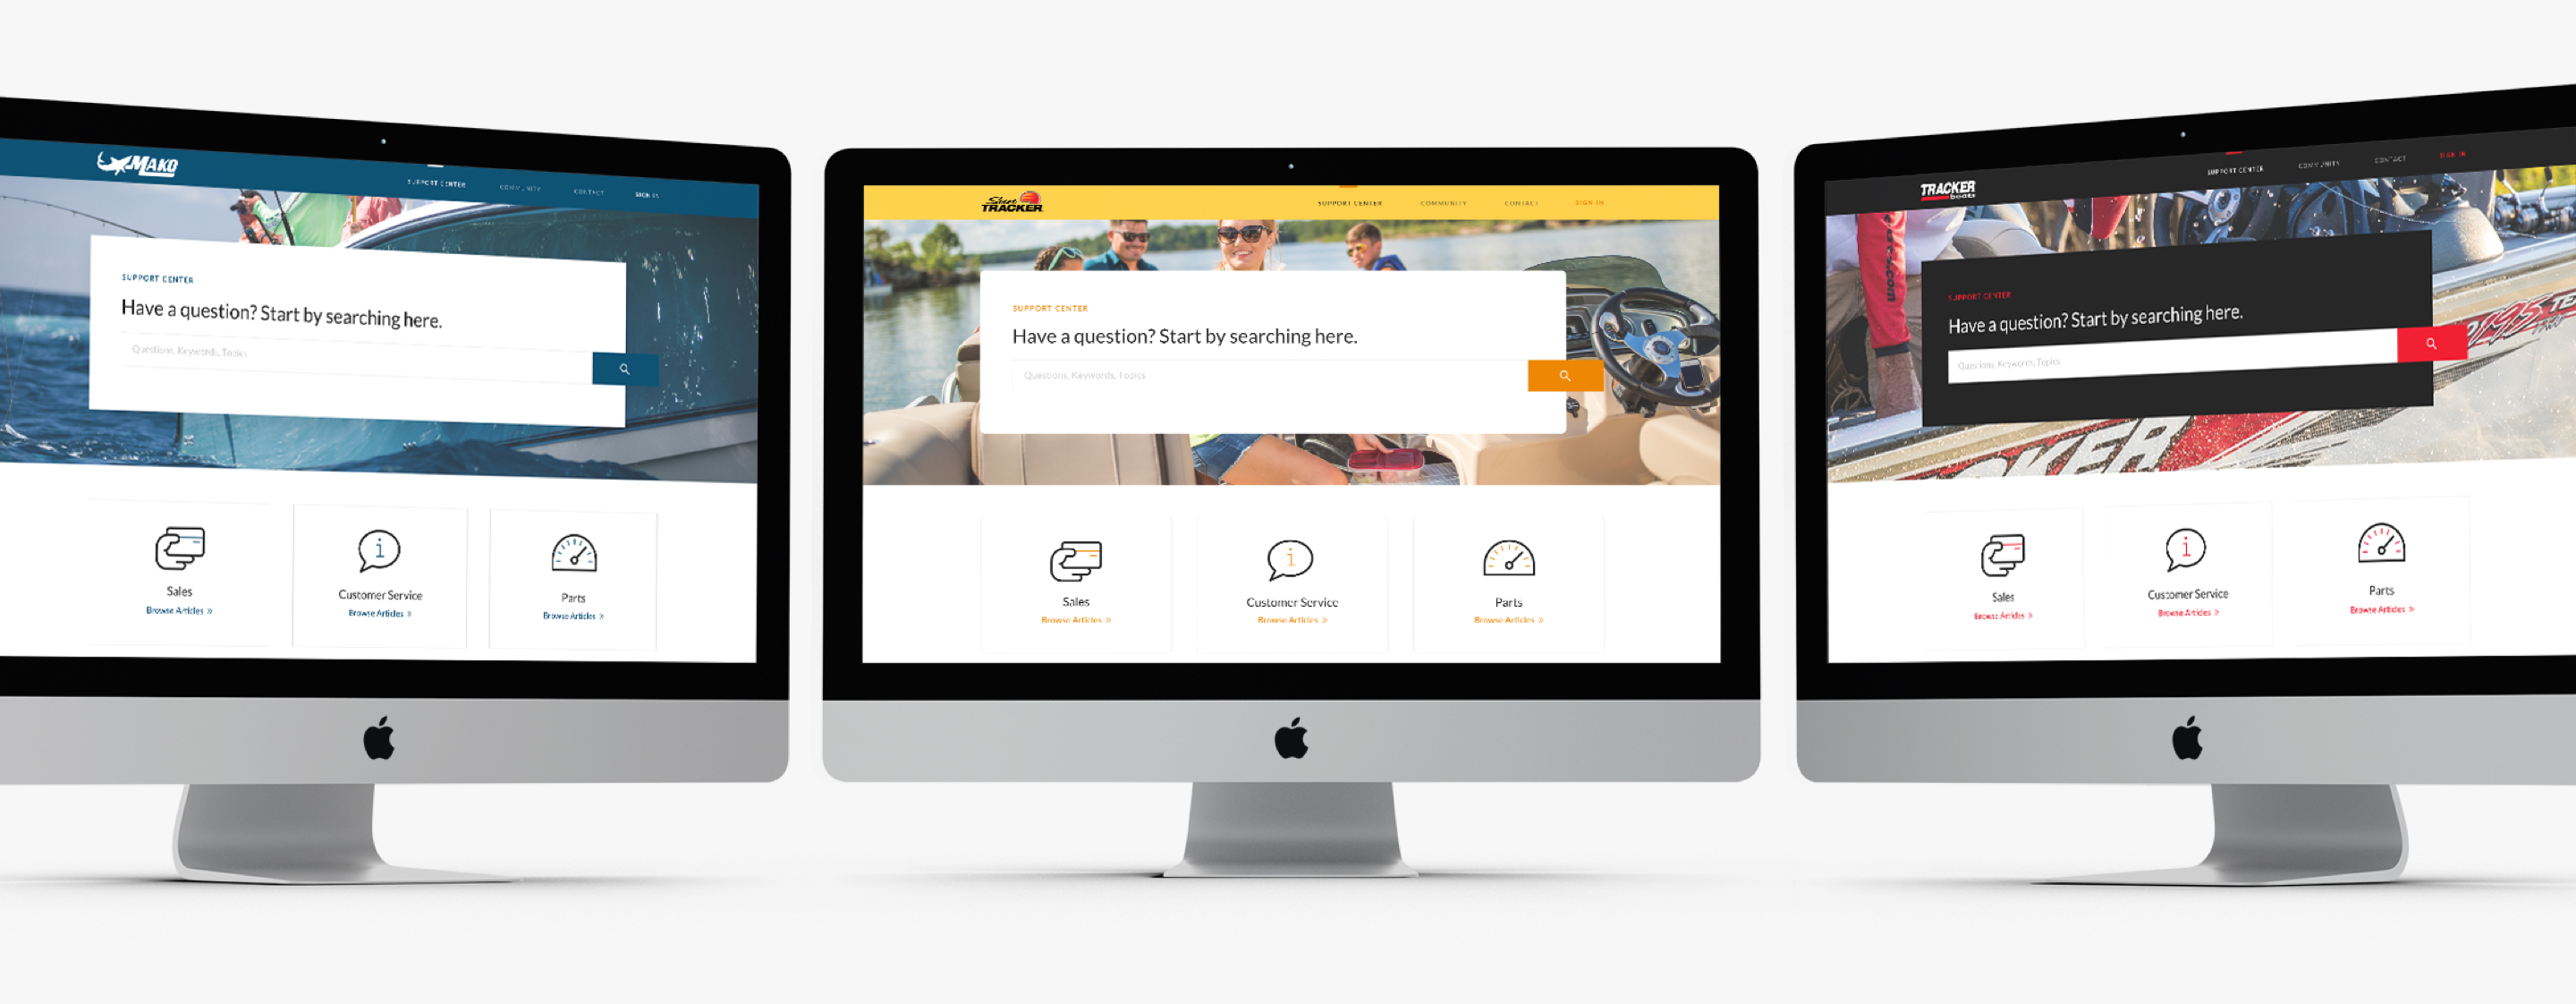 MAKO
SUPPORT CENTER
COMMUNITY
CONTACT
SIGN IN
SUPPORT CENTER
Have a question? Start by searching here.
Questions, Keywords, Topics
Sales
Browse Articles »
Customer Service
Browse Articles »
Parts
Browse Articles »
Sun TRACKER
SUPPORT CENTER
COMMUNITY
CONTACT
SIGN IN
SUPPORT CENTER
Have a question? Start by searching here.
Questions, Keywords, Topics
Sales
Browse Articles »
Customer Service
Browse Articles »
Parts
Browse Articles »
TRACKER
boats
SUPPORT CENTER
COMMUNITY
CONTACT
SIGN IN
SUPPORT CENTER
Have a question? Start by searching here.
Questions, Keywords, Topics
Sales
Browse Articles »
Customer Service
Browse Articles »
Parts
Browse Articles »